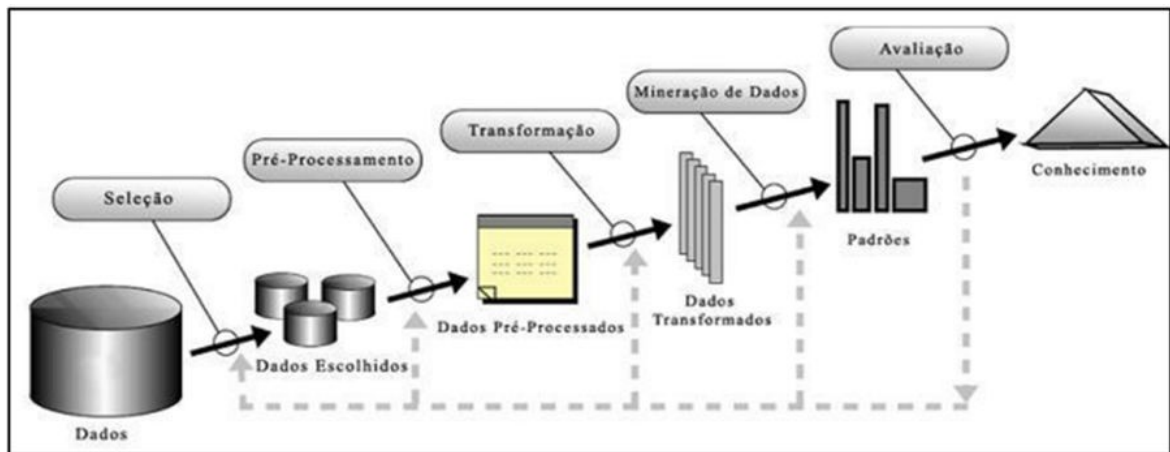 Avaliação
Mineração de Dados
Transformação
Pré-Processamento
Seleção
Conhecimento
Padrões
Dados
Transformados
Dados Pré-Processados
Dados Escolhidos
Dados